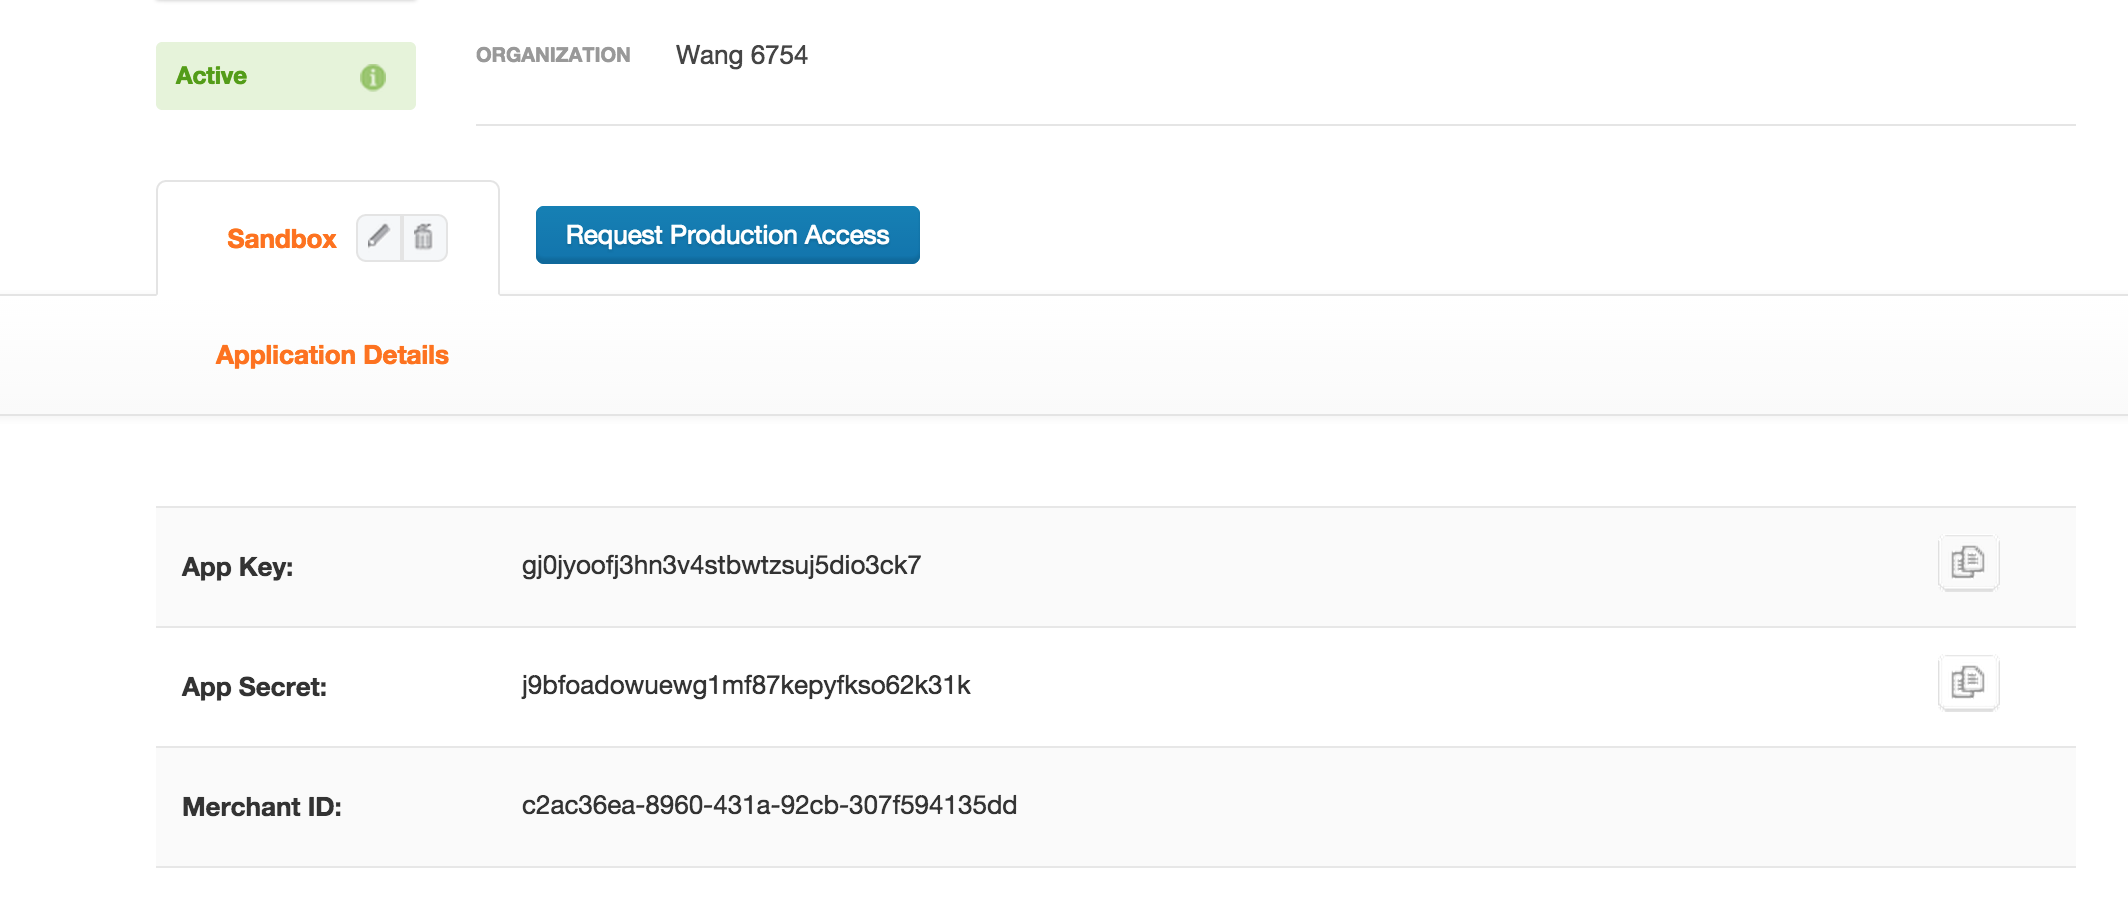 Active
ORGANIZATION Wang 6754
Sandbox
Request Production Access
Application Details
App Key: gj0jyoofj3hn3v4stbwtzsuj5dio3ck7
App Secret: j9bfoadowuewg1mf87kepyfkso62k31k
Merchant ID: c2ac36ea-8960-431a-92cb-307f594135dd